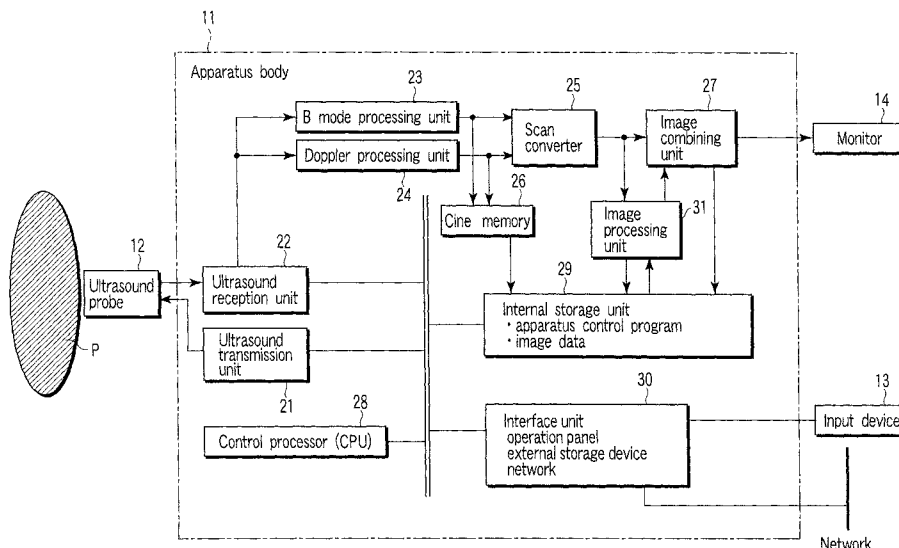 11
Apparatus body
23
B mode processing unit
Doppler processing unit
24
25
Scan
converter
27
Image
combining
unit
14
Monitor
26
Cine memory
31
Image
processing
unit
12
Ultrasound
probe
P
22
Ultrasound
reception unit
Ultrasound
transmission
unit
21
29
Internal storage unit
・apparatus control program
・image data
28
Control processor (CPU)
30
Interface unit
operation panel
external storage device
network
13
Input device
Network